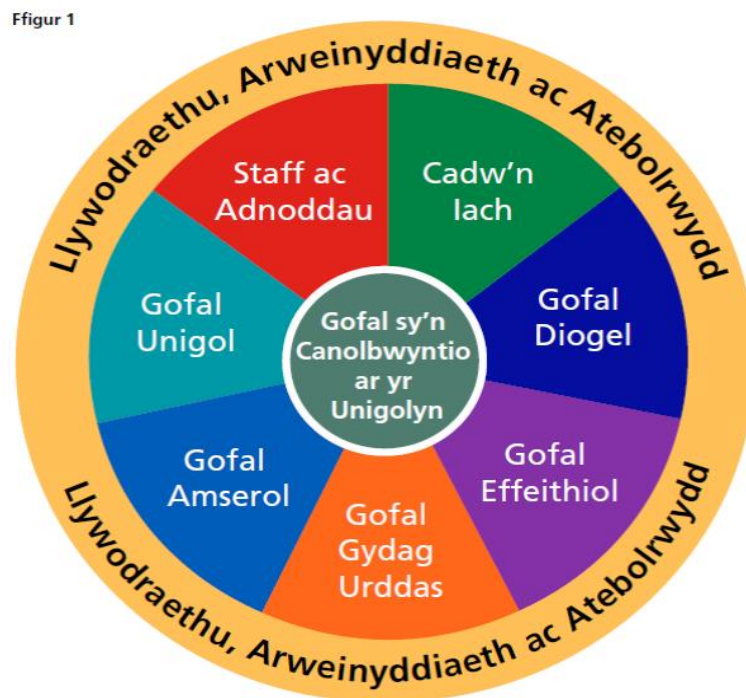 Ffigur 1
Llywodraethu, Arweinyddiaeth ac Atebolrwydd
Staff ac
Adnoddau
Cadw'n
Iach
Gofal
Unigol
Gofal sy'n
Canolbwyntio
ar yr
Unigolyn
Gofal
Diogel
Gofal
Amserol
Gofal
Gydag
Urddas
Gofal
Effeithiol
Llywodraethu, Arweinyddiaeth ac Atebolrwydd